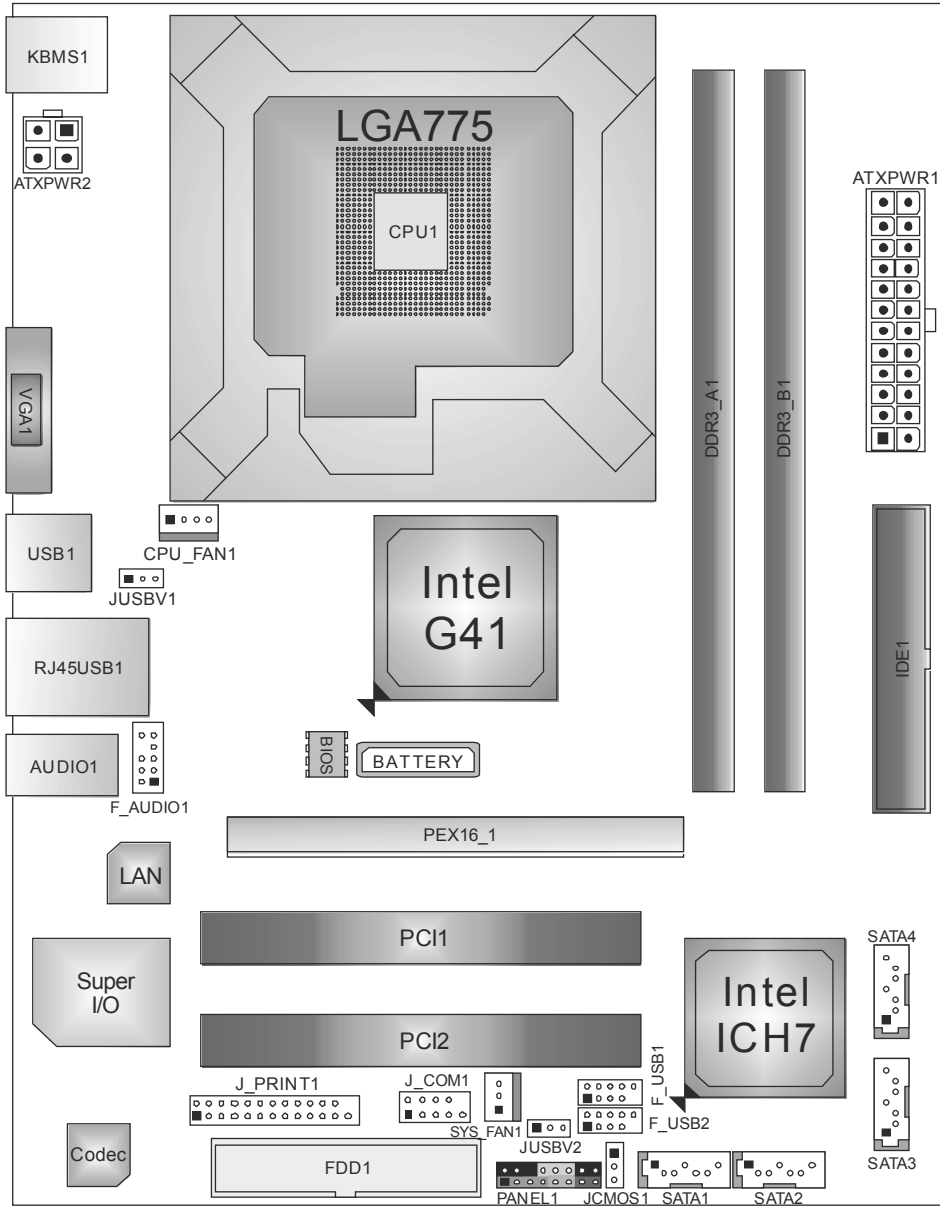 KBMS1
ATXPWR2
LGA775
CPU1
ATXPWR1
DDR3_A1
DDR3_B1
VGA1
CPU_FAN1
USB1
JUSBV1
Intel
G41
IDE1
RJ45USB1
BIOS
BATTERY
AUDIO1
F_AUDIO1
PEX16_1
LAN
PCI1
SATA4
Super
I/O
Intel
ICH7
PCI2
J_PRINT1
J_COM1
SYS_FAN1
F_USB1
F_USB2
JUSBV2
Codec
FDD1
SATA3
PANEL1
JCMOS1
SATA1
SATA2